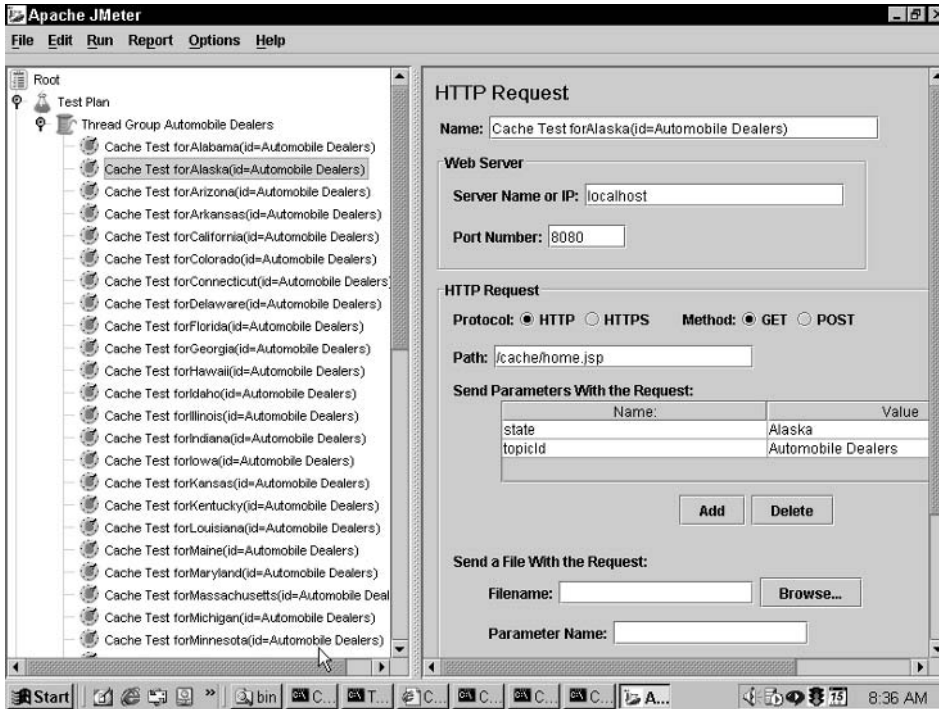 Apache JMeter
File Edit Run Report Options Help
Root
Test Plan
Thread Group Automobile Dealers
Cache Test forAlabama(id=Automobile Dealers)
Cache Test forAlaska(id=Automobile Dealers)
Cache Test forArizona(id=Automobile Dealers)
Cache Test forArkansas(id=Automobile Dealers)
Cache Test forCalifornia(id=Automobile Dealers)
Cache Test forColorado(id=Automobile Dealers)
Cache Test forConnecticut(id=Automobile Dealers)
Cache Test forDelaware(id=Automobile Dealers)
Cache Test forFlorida(id=Automobile Dealers)
Cache Test forGeorgia(id=Automobile Dealers)
Cache Test forHawaii(id=Automobile Dealers)
Cache Test forIdaho(id=Automobile Dealers)
Cache Test forIllinois(id=Automobile Dealers)
Cache Test forIndiana(id=Automobile Dealers)
Cache Test forIowa(id=Automobile Dealers)
Cache Test forKansas(id=Automobile Dealers)
Cache Test forKentucky(id=Automobile Dealers)
Cache Test forLouisiana(id=Automobile Dealers)
Cache Test forMaine(id=Automobile Dealers)
Cache Test forMaryland(id=Automobile Dealers)
Cache Test forMassachusetts(id=Automobile Deal
Cache Test forMichigan(id=Automobile Dealers)
Cache Test forMinnesota(id=Automobile Dealers)
HTTP Request
Name: Cache Test forAlaska(id=Automobile Dealers)
Web Server
Server Name or IP: localhost
Port Number: 8080
HTTP Request
Protocol: HTTP HTTPS Method: GET POST
Path: /cache/home.jsp
Send Parameters With the Request:
Name: Value
state Alaska
topicId Automobile Dealers
Add Delete
Send a File With the Request:
Filename: Browse...
Parameter Name:
Start » bin C... T... C... C... C... C... A... 15 8:36 AM